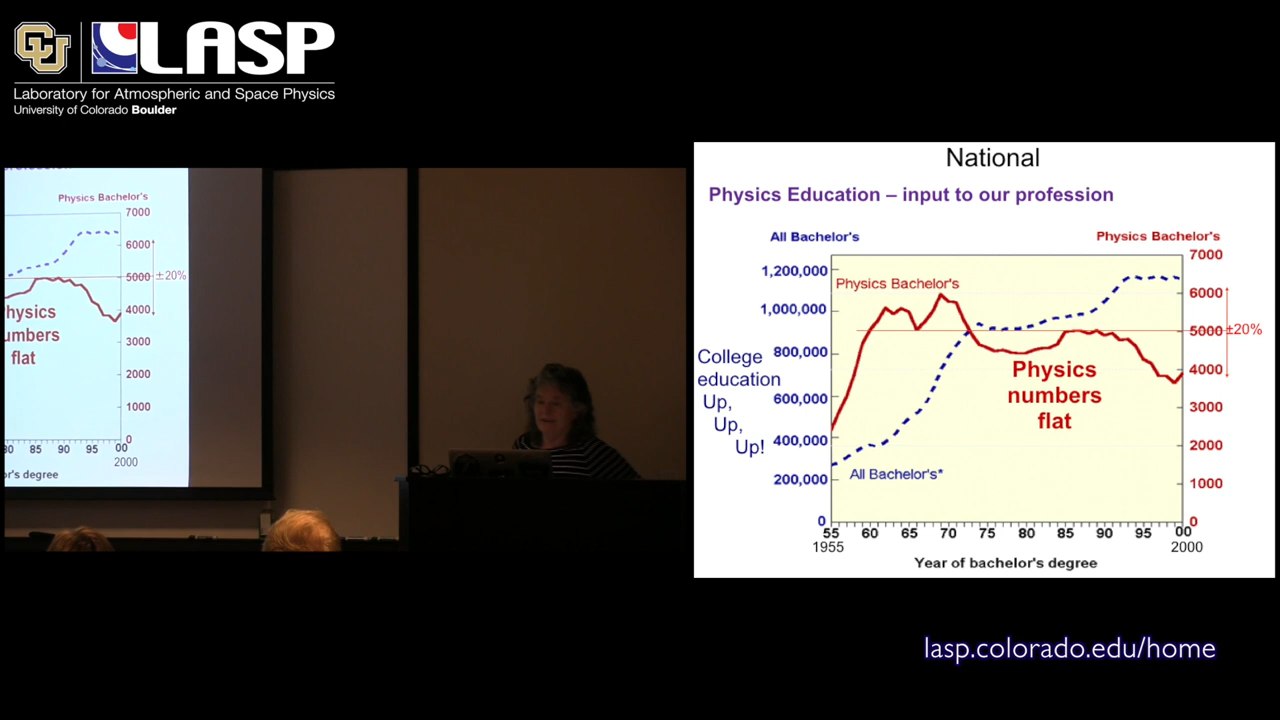 CU
LASP
Laboratory for Atmospheric and Space Physics
University of Colorado Boulder
Physics Bachelor's
7000
6000
5000
±20%
4000
hysics
umbers
flat
3000
2000
1000
0
80 85 90 95 00
2000
or's degree
National
Physics Education – input to our profession
All Bachelor's
Physics Bachelor's
1,200,000
1,000,000
800,000
600,000
400,000
200,000
0
Physics Bachelor's
College
education
Up,
Up,
Up!
Physics
numbers
flat
All Bachelor's*
7000
6000
5000
±20%
4000
3000
2000
1000
0
55 60 65 70 75 80 85 90 95 00
1955 2000
Year of bachelor's degree
lasp.colorado.edu/home